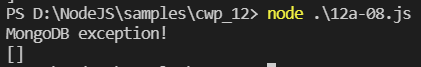 PS D:\NodeJS\samples\cwp_12> node .\12a-08.js
MongoDB exception!
[]